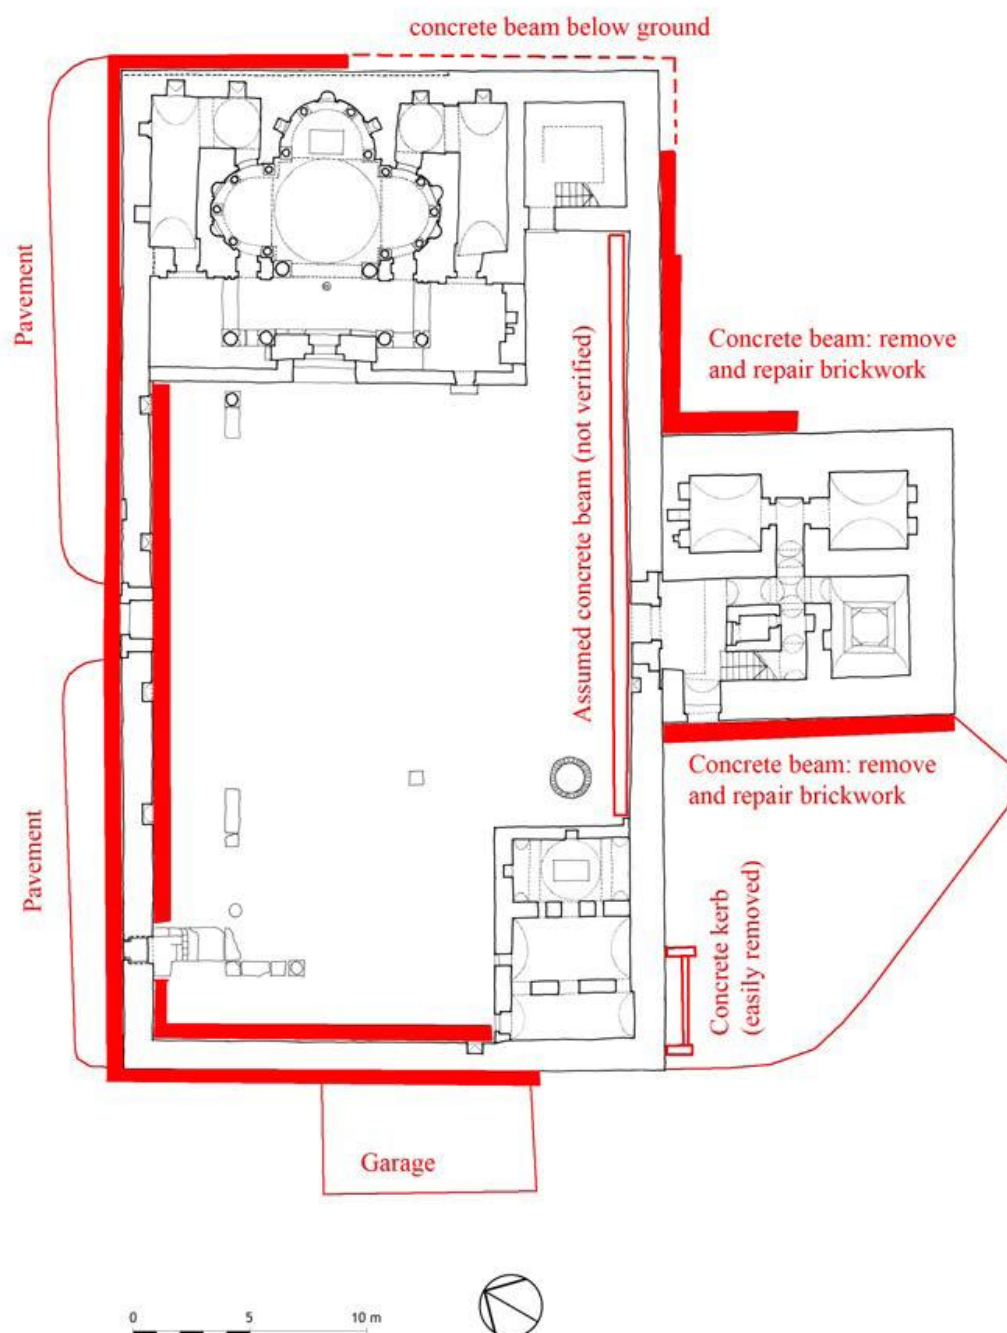 concrete beam below ground
Pavement
Concrete beam: remove
and repair brickwork
Assumed concrete beam (not verified)
Concrete beam: remove
and repair brickwork
Pavement
Concrete kerb
(easily removed)
Garage
0 5 10 m